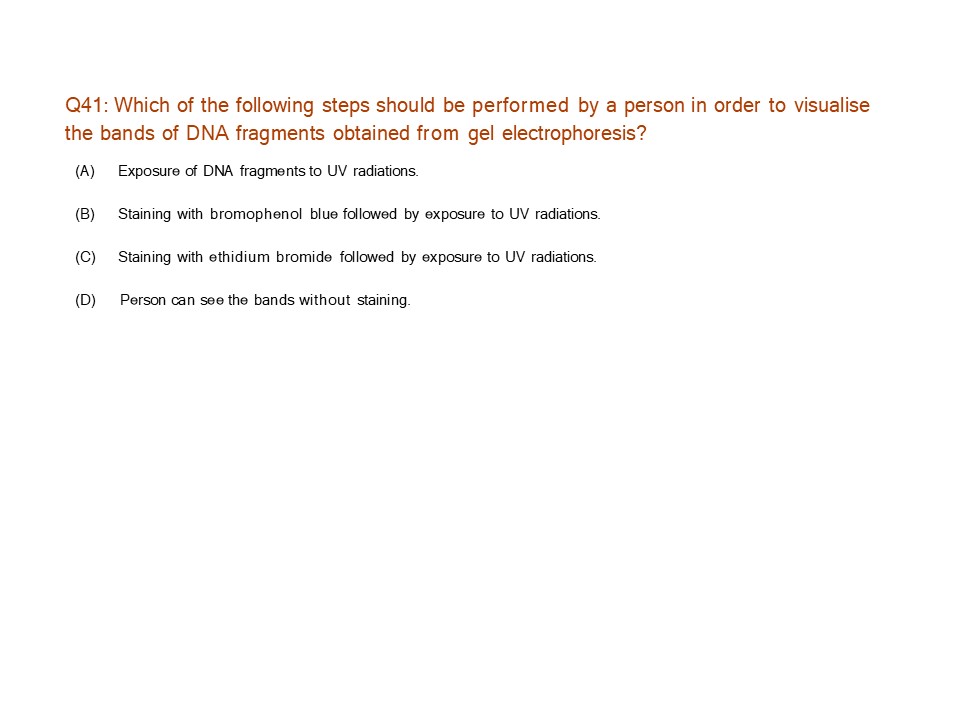 Q41: Which of the following steps should be performed by a person in order to visualise
the bands of DNA fragments obtained from gel electrophoresis?
(A) Exposure of DNA fragments to UV radiations.
(B) Staining with bromophenol blue followed by exposure to UV radiations.
(C) Staining with ethidium bromide followed by exposure to UV radiations.
(D) Person can see the bands without staining.